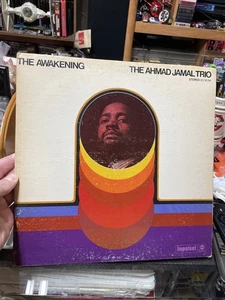 THE AWAKENING
THE AHMAD JAMAL TRIO
impulse!